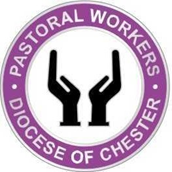 PASTORAL WORKERS
DIOCESE OF CHESTER